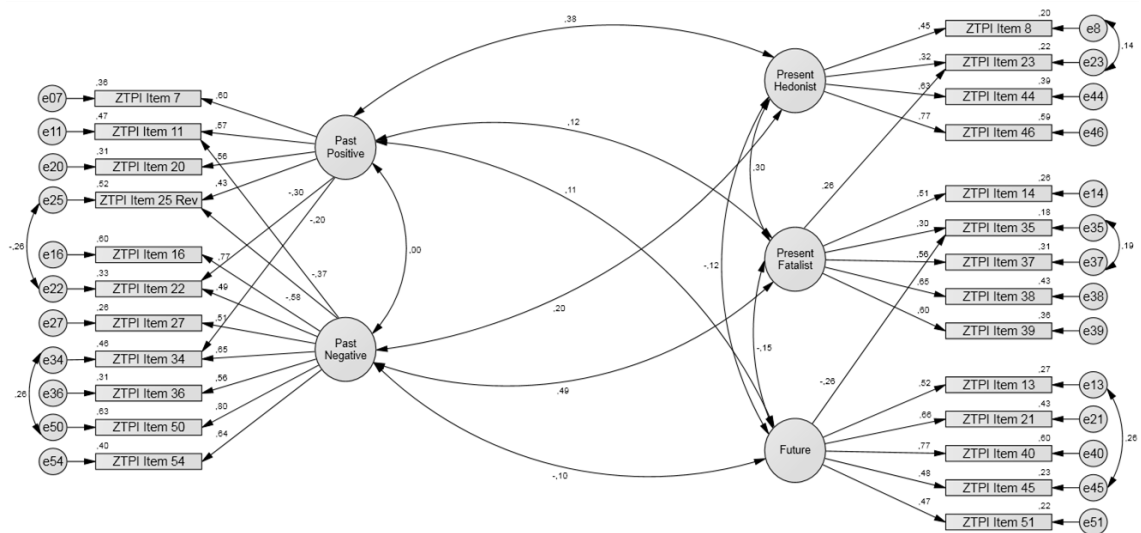 ,38
,20
,45
ZTPI Item 8
e8
,14
,22
,32
ZTPI Item 23
e23
,39
,63
ZTPI Item 44
e44
,59
,77
ZTPI Item 46
e46
Present
Hedonist
,36
e07
ZTPI Item 7
,60
,47
e11
ZTPI Item 11
,57
,31
e20
ZTPI Item 20
,56
,52
e25
ZTPI Item 25 Rev
,43
Past
Positive
-,26
,60
e16
ZTPI Item 16
,77
,33
e22
ZTPI Item 22
,49
,26
e27
ZTPI Item 27
,51
,46
e34
ZTPI Item 34
,65
,31
e36
ZTPI Item 36
,56
,63
e50
ZTPI Item 50
,80
,40
e54
ZTPI Item 54
,64
,26
-,30
-,20
-,37
-,58
,00
Past
Negative
,12
,11
,30
-,12
,20
,49
-,15
-,10
,26
-,26
Present
Fatalist
,26
,51
ZTPI Item 14
e14
,18
,30
ZTPI Item 35
e35
,19
,31
,56
ZTPI Item 37
e37
,43
,65
ZTPI Item 38
e38
,36
,60
ZTPI Item 39
e39
Future
,27
,52
ZTPI Item 13
e13
,43
,66
ZTPI Item 21
e21
,26
,60
,77
ZTPI Item 40
e40
,23
,48
ZTPI Item 45
e45
,22
,47
ZTPI Item 51
e51